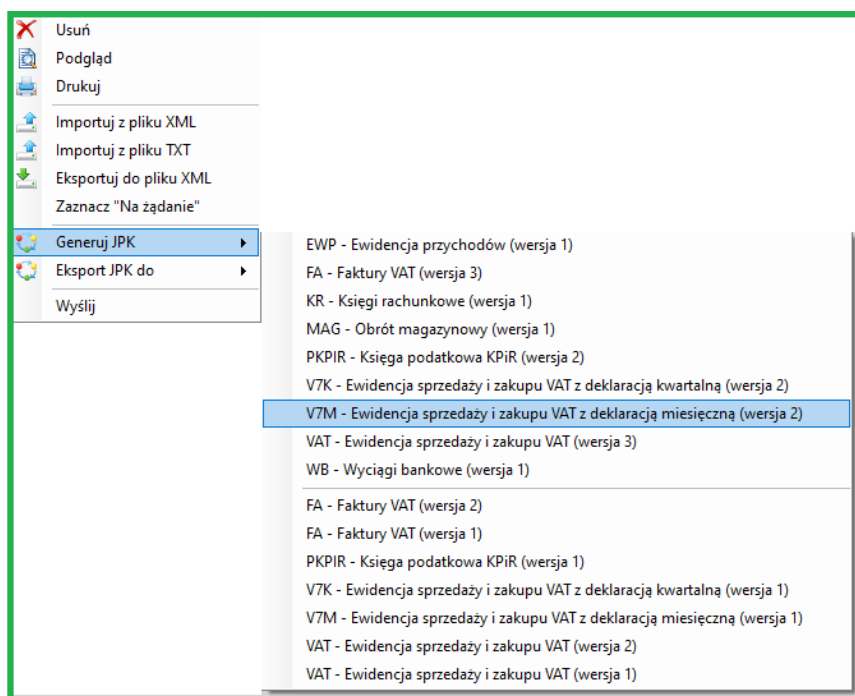 Usuń
Podgląd
Drukuj
Importuj z pliku XML
Importuj z pliku TXT
Eksportuj do pliku XML
Zaznacz "Na żądanie"
Generuj JPK
Eksport JPK do
Wyślij
EWP - Ewidencja przychodów (wersja 1)
FA - Faktury VAT (wersja 3)
KR - Księgi rachunkowe (wersja 1)
MAG - Obrót magazynowy (wersja 1)
PKPIR - Księga podatkowa KPiR (wersja 2)
V7K - Ewidencja sprzedaży i zakupu VAT z deklaracją kwartalną (wersja 2)
V7M - Ewidencja sprzedaży i zakupu VAT z deklaracją miesięczną (wersja 2)
VAT - Ewidencja sprzedaży i zakupu VAT (wersja 3)
WB - Wyciągi bankowe (wersja 1)
FA - Faktury VAT (wersja 2)
FA - Faktury VAT (wersja 1)
PKPIR - Księga podatkowa KPiR (wersja 1)
V7K - Ewidencja sprzedaży i zakupu VAT z deklaracją kwartalną (wersja 1)
V7M - Ewidencja sprzedaży i zakupu VAT z deklaracją miesięczną (wersja 1)
VAT - Ewidencja sprzedaży i zakupu VAT (wersja 2)
VAT - Ewidencja sprzedaży i zakupu VAT (wersja 1)